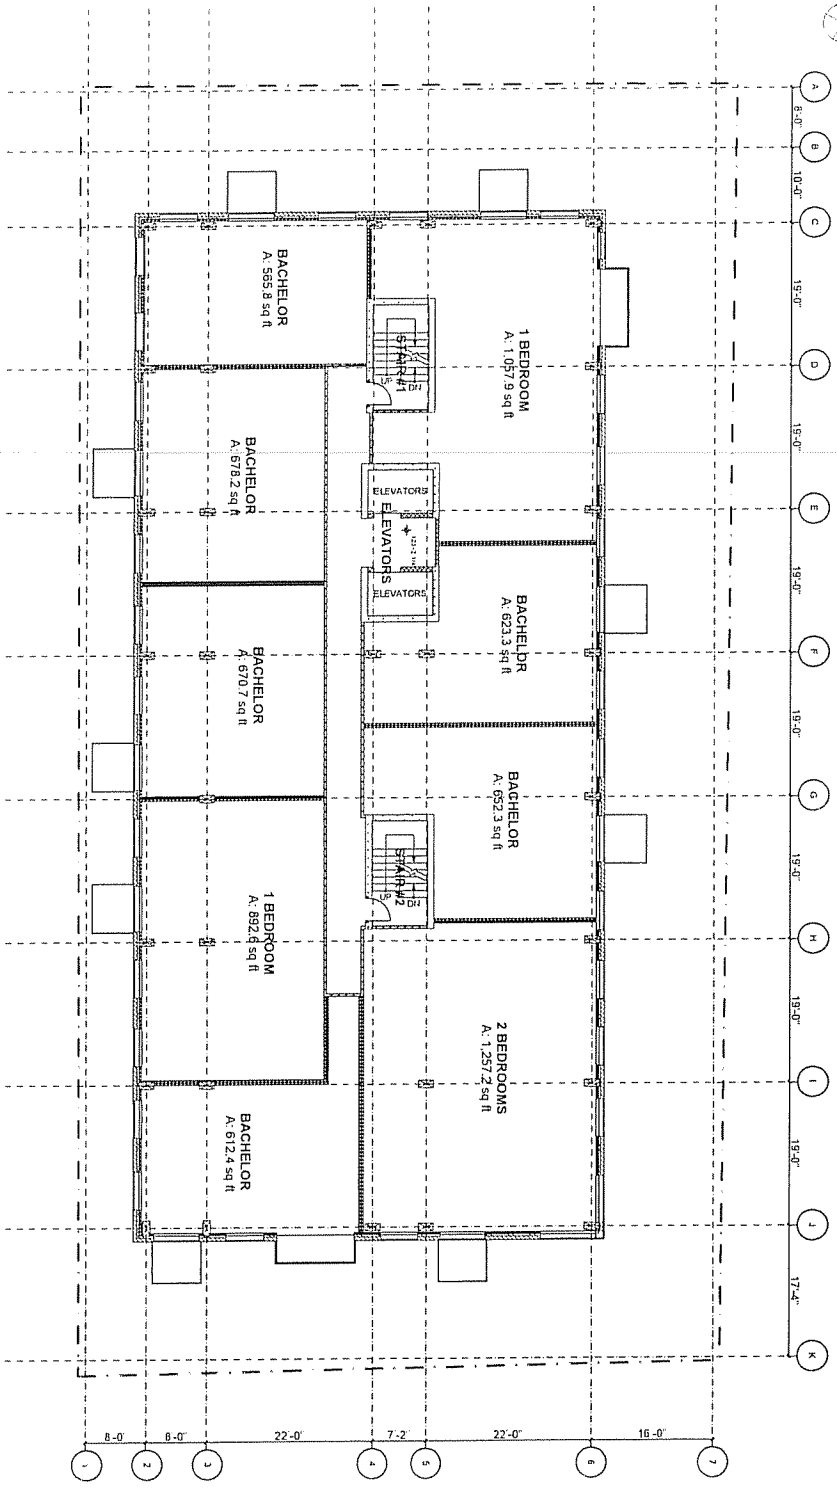 A
8'-0"
B
10'-0"
C
19'-0"
D
19'-0"
E
19'-0"
F
19'-0"
G
19'-0"
H
19'-0"
I
19'-0"
J
17'-4"
K
BACHELOR
A: 565.8 sq ft
1 BEDROOM
A: 1,057.9 sq ft
STAIR #1
UP
DN
BACHELOR
A: 678.2 sq ft
ELEVATORS
ELEVATORS
ELEVATORS
BACHELOR
A: 623.3 sq ft
BACHELOR
A: 670.7 sq ft
BACHELOR
A: 652.3 sq ft
STAIR #2
UP
DN
1 BEDROOM
A: 892.6 sq ft
2 BEDROOMS
A: 1,257.2 sq ft
BACHELOR
A: 612.4 sq ft
8'-0"
8'-0"
22'-0"
7'-2"
22'-0"
16'-0"
1
2
3
4
5
6
7